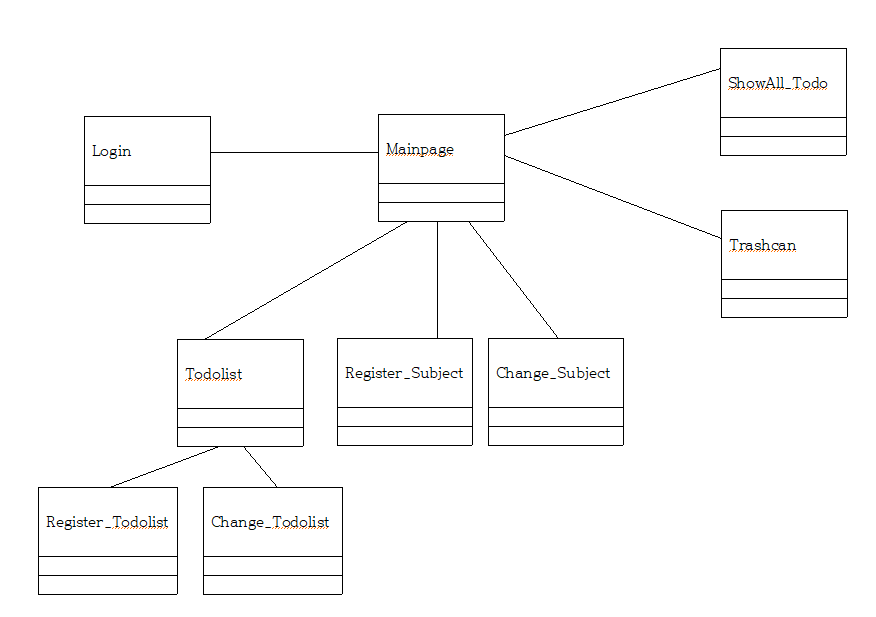 ShowAll_Todo
Login
Mainpage
Trashcan
Todolist
Register_Subject
Change_Subject
Register_Todolist
Change_Todolist